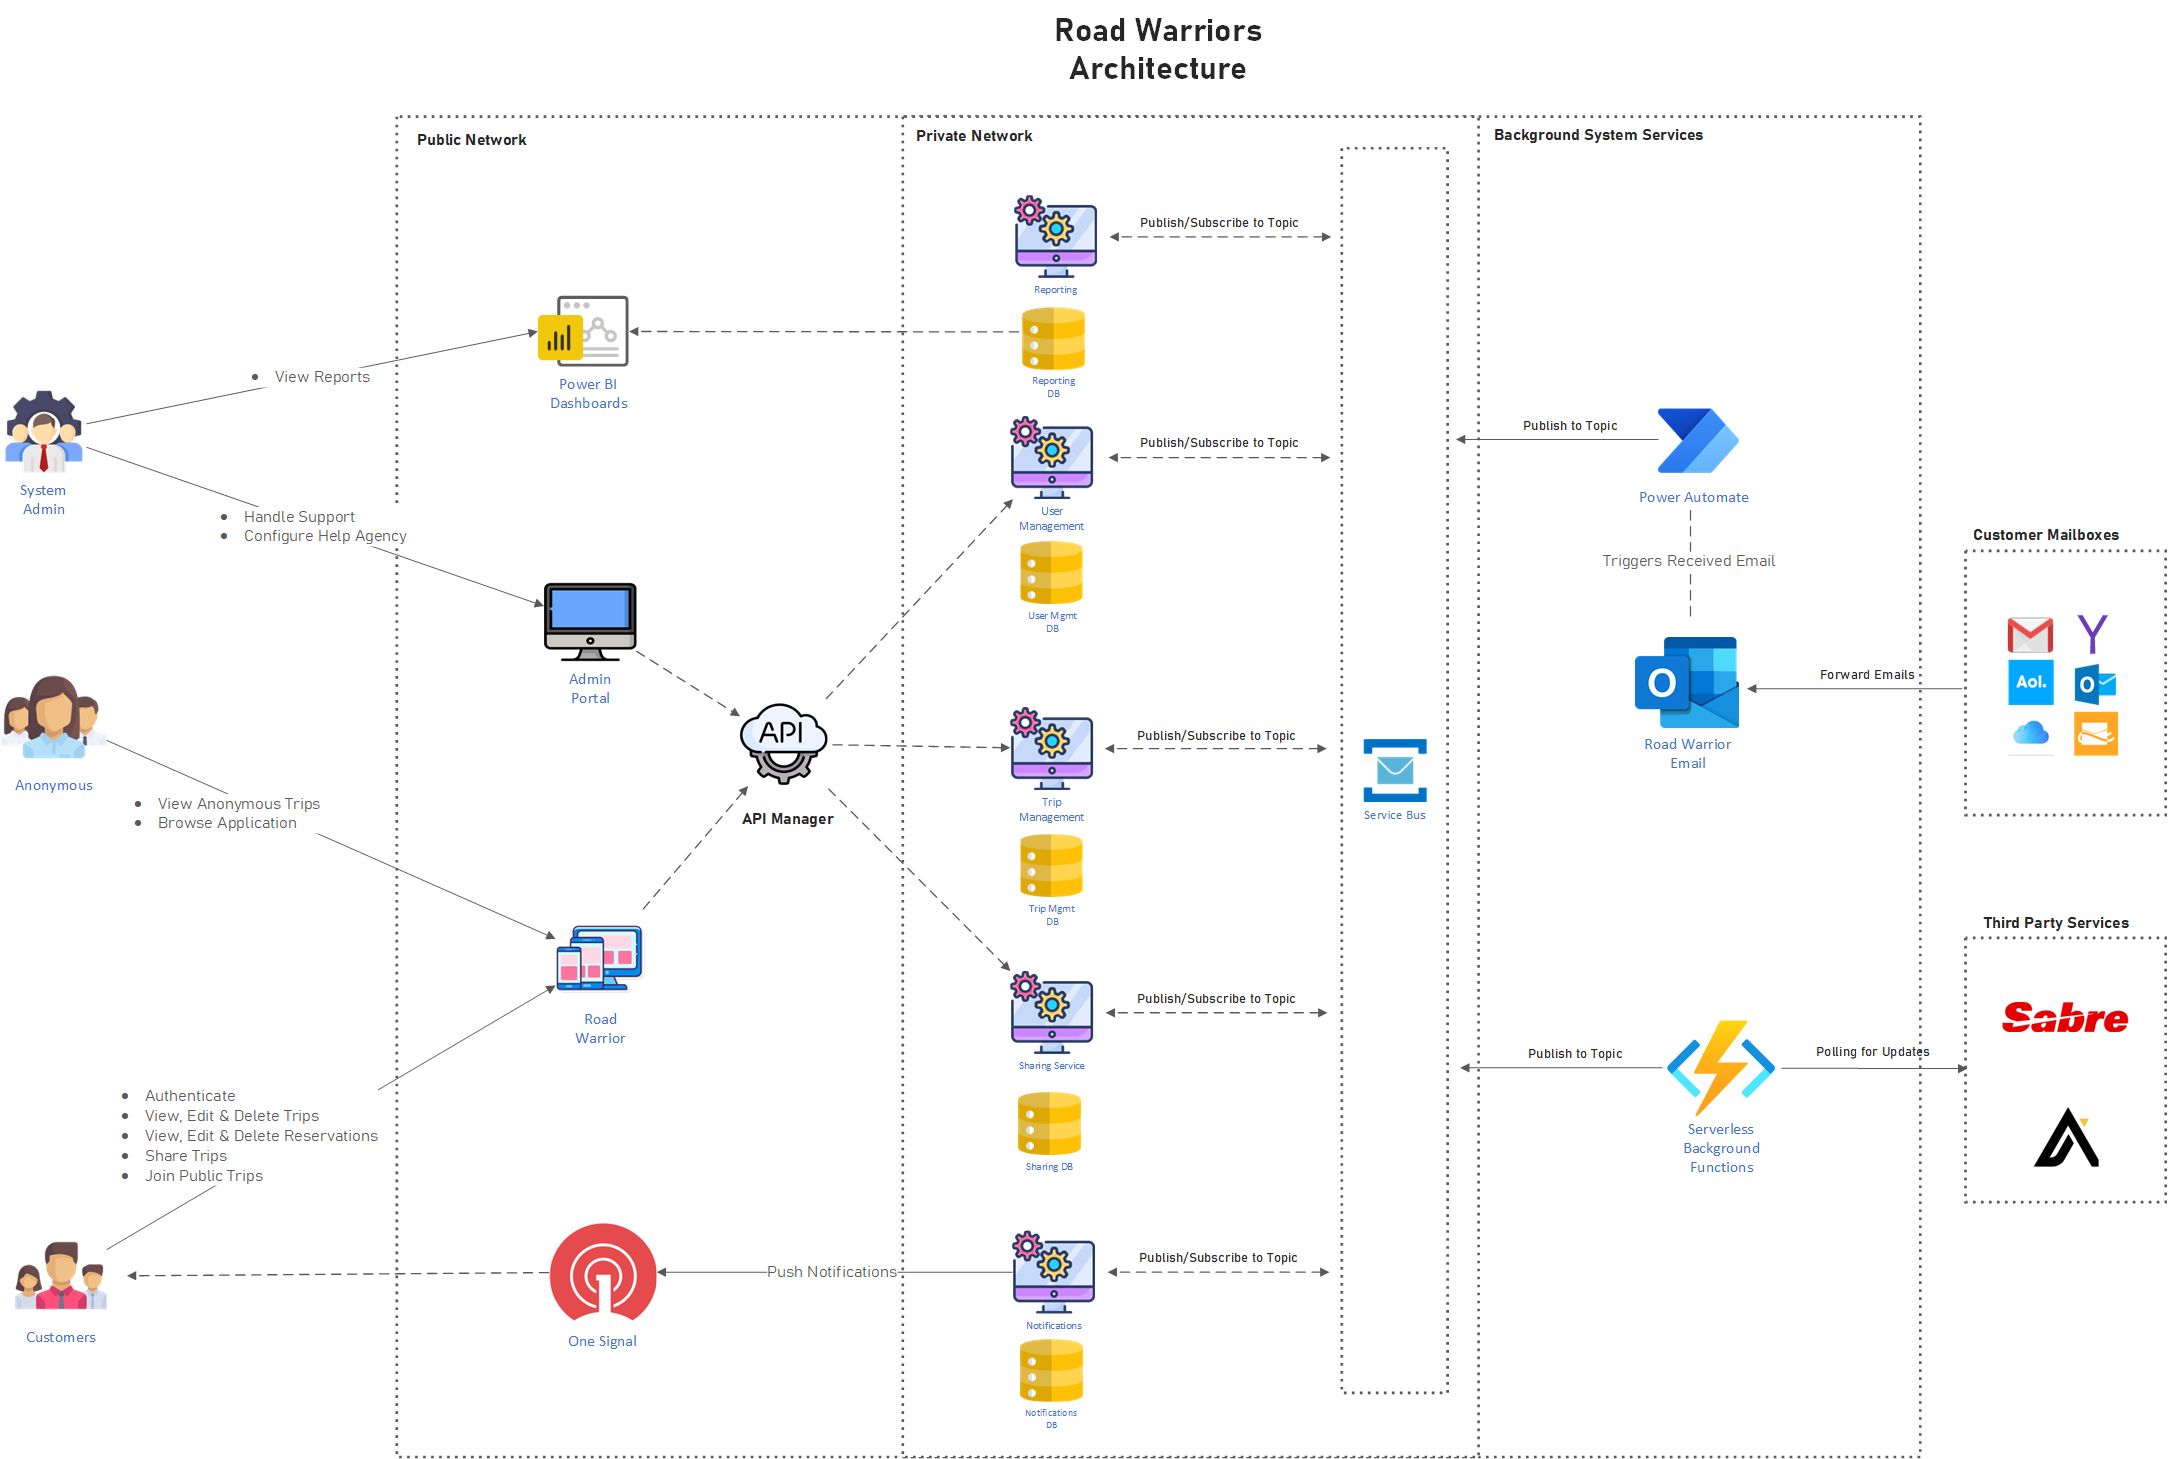 Road Warriors
Architecture
Public Network
Private Network
Background System Services
Publish/Subscribe to Topic
Reporting
View Reports
Power BI
Dashboards
Reporting
DB
Publish/Subscribe to Topic
Publish to Topic
System
Admin
Handle Support
Configure Help Agency
User
Management
Power Automate
Customer Mailboxes
Triggers Received Email
User Mgmt
DB
Admin
Portal
Aol.
O
O
Forward Emails
API
Publish/Subscribe to Topic
Road Warrior
Email
Anonymous
View Anonymous Trips
Browse Application
API Manager
Trip
Management
Service Bus
Trip Mgmt
DB
Third Party Services
Publish/Subscribe to Topic
Sabre
Road
Warrior
Sharing Service
Publish to Topic
Polling for Updates
Authenticate
View, Edit & Delete Trips
View, Edit & Delete Reservations
Share Trips
Join Public Trips
Serverless
Background
Functions
Sharing DB
Push Notifications
Publish/Subscribe to Topic
Customers
One Signal
Notifications
Notifications
DB